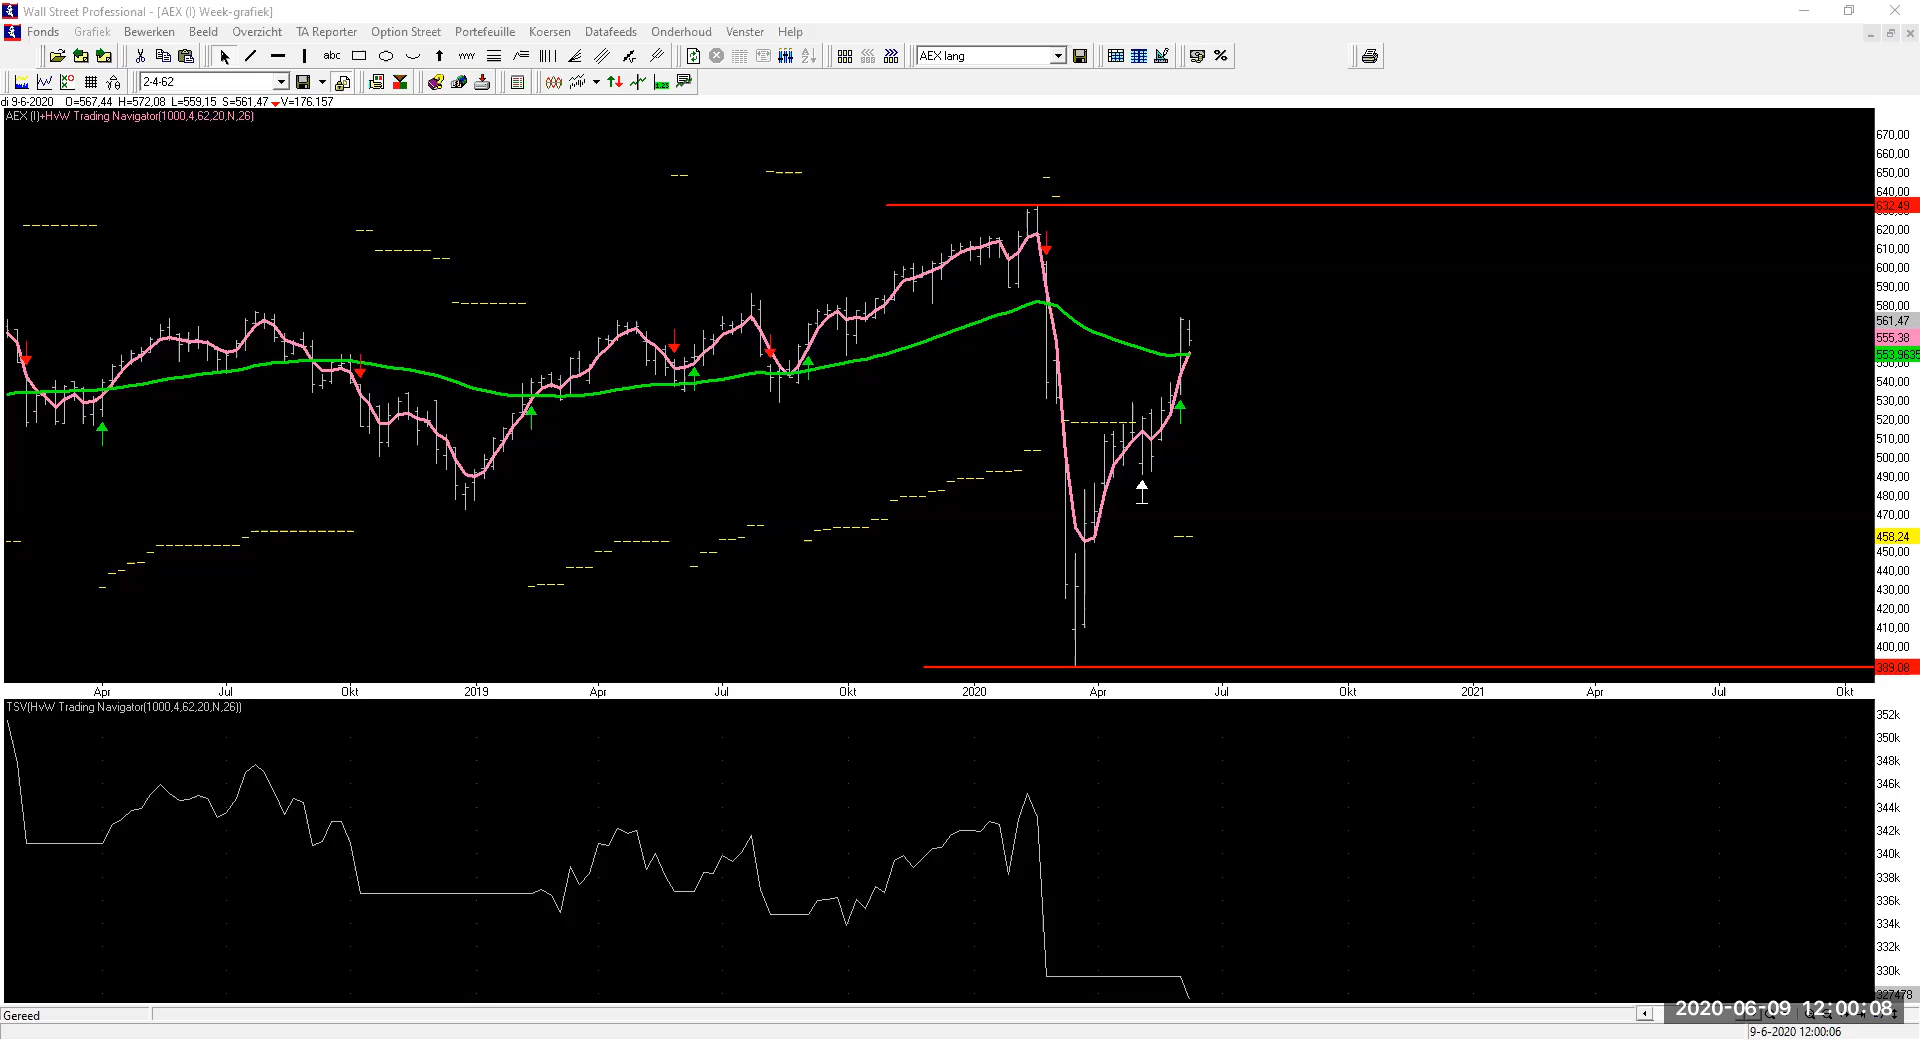 Wall Street Professional - [AEX (I) Week-grafiek]
Fonds Grafiek Bewerken Beeld Overzicht TA Reporter Option Street Portefeuille Koersen Datafeeds Onderhoud Venster Help
abc AEX lang %
2-4-62
di 9-6-2020 O=567,44 H=572,08 L=559,15 S=561,47 V=176.157
AEX (I)+HvW Trading Navigator(1000,4,62,20,N,26)
670,00
660,00
650,00
640,00
632,49
620,00
610,00
600,00
590,00
580,00
561,47
555,38
553,9635
540,00
530,00
520,00
510,00
500,00
490,00
480,00
470,00
458,24
450,00
440,00
430,00
420,00
410,00
400,00
389,08
Apr Jul Okt 2019 Apr Jul Okt 2020 Apr Jul Okt 2021 Apr Jul Okt
TSV(HvW Trading Navigator(1000,4,62,20,N,26))
352k
350k
348k
346k
344k
342k
340k
338k
336k
334k
332k
330k
327478
Gereed
2020-06-09 12:00:08
9-6-2020 12:00:06